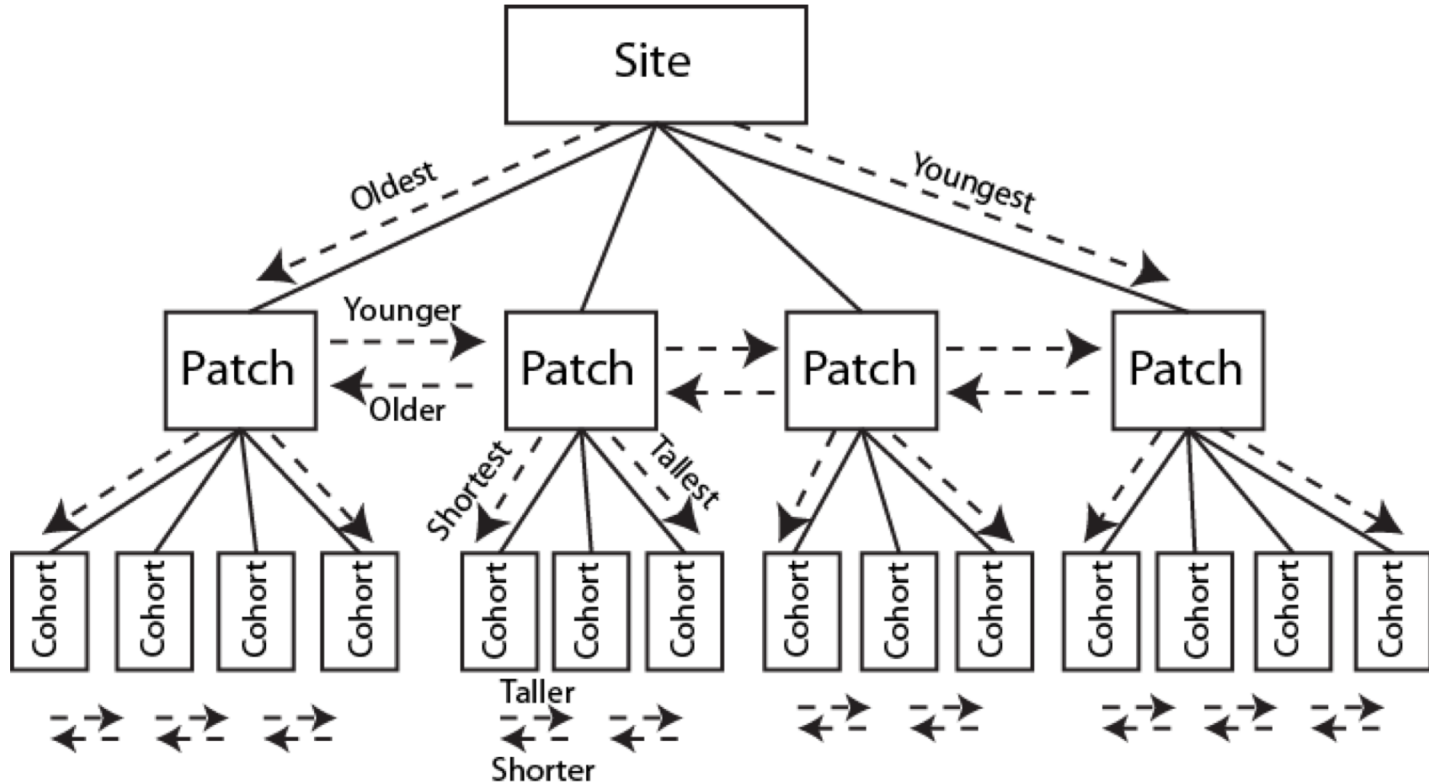 Site
Oldest
Youngest
Younger
Patch
Patch
Patch
Patch
Older
Shortest
Tallest
Cohort
Cohort
Cohort
Cohort
Cohort
Cohort
Cohort
Cohort
Cohort
Cohort
Cohort
Cohort
Cohort
Cohort
Taller
Shorter